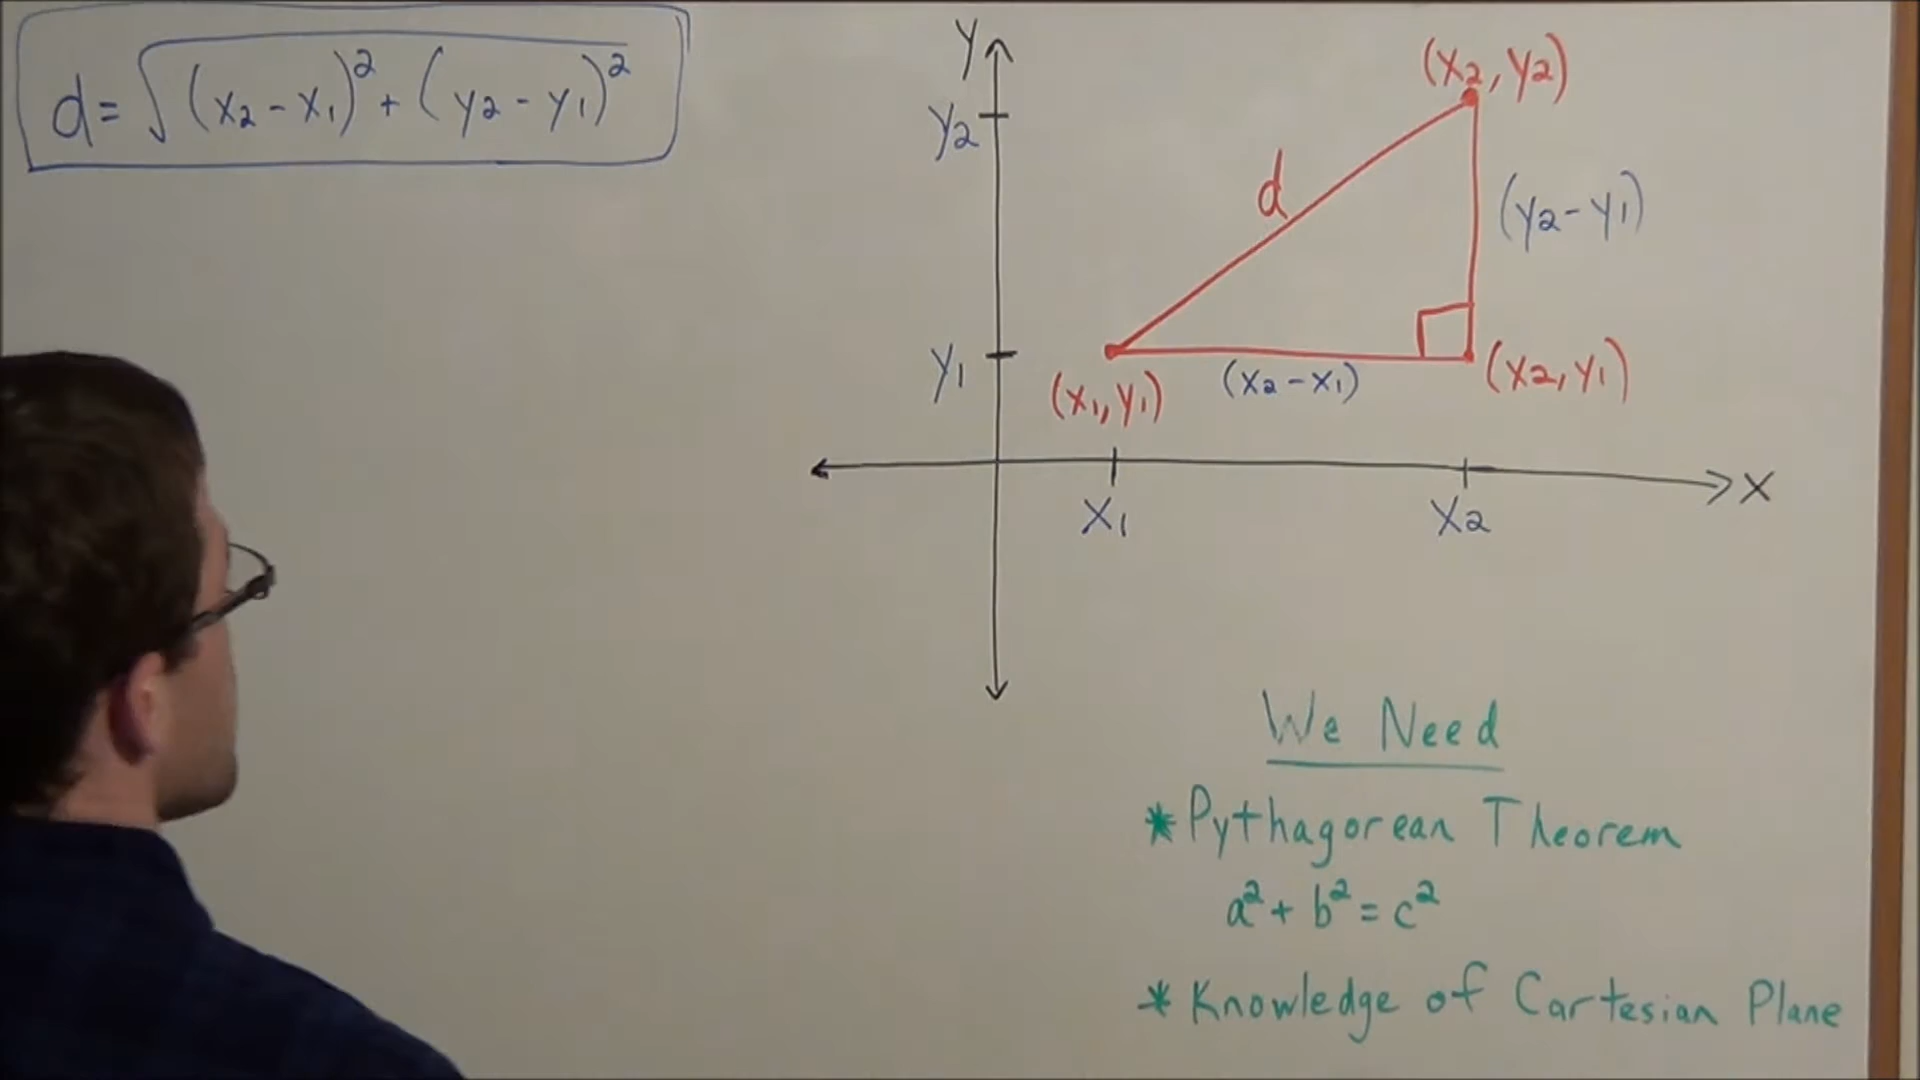 d = √(x2 - x1)² + (y2 - y1)²
y
(x2, y2)
y2
d
(y2 - y1)
y1
(x1, y1)
(x2 - x1)
(x2, y1)
x
x1
x2
We Need
* Pythagorean Theorem
a² + b² = c²
* Knowledge of Cartesian Plane